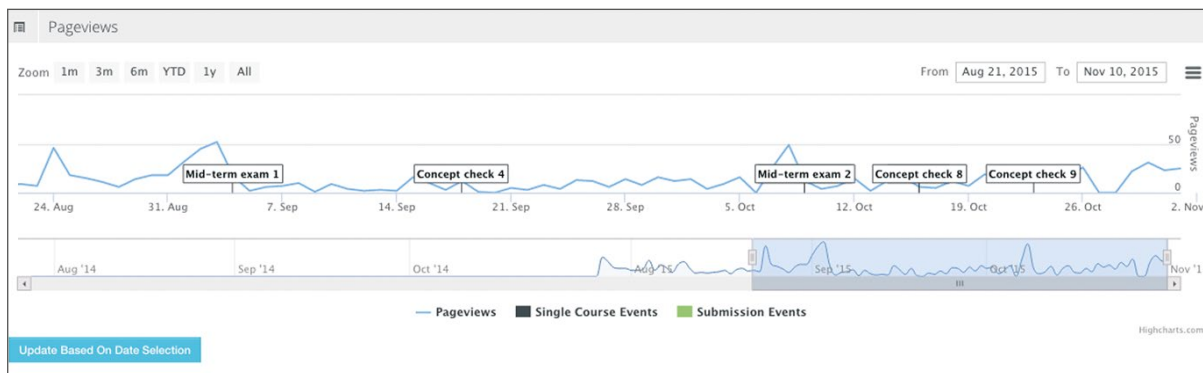 Pageviews
Zoom 1m 3m 6m YTD 1y All From Aug 21, 2015 To Nov 10, 2015
50
Mid-term exam 1 Concept check 4 Mid-term exam 2 Concept check 8 Concept check 9
0
Pageviews
24. Aug 31. Aug 7. Sep 14. Sep 21. Sep 28. Sep 5. Oct 12. Oct 19. Oct 26. Oct 2. Nov
Aug '14 Sep '14 Oct '14 Aug '15 Sep '15 Oct '15 Nov '1
Pageviews Single Course Events Submission Events
Highcharts.com
Update Based On Date Selection